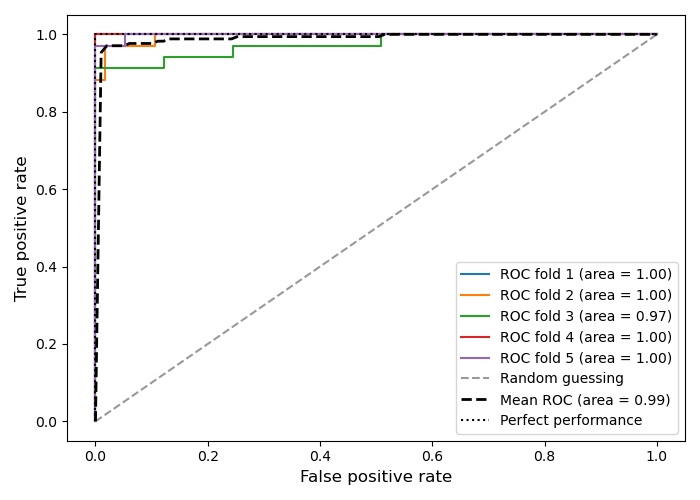 1.0
0.8
0.6
0.4
0.2
0.0
True positive rate
ROC fold 1 (area = 1.00)
ROC fold 2 (area = 1.00)
ROC fold 3 (area = 0.97)
ROC fold 4 (area = 1.00)
ROC fold 5 (area = 1.00)
Random guessing
Mean ROC (area = 0.99)
Perfect performance
0.0 0.2 0.4 0.6 0.8 1.0
False positive rate